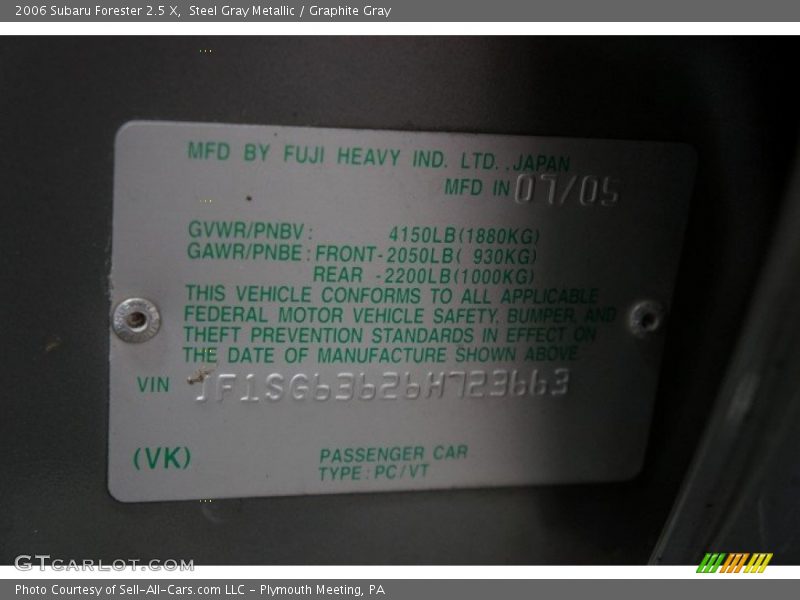 2006 Subaru Forester 2.5 X, Steel Gray Metallic / Graphite Gray
MFD BY FUJI HEAVY IND. LTD., JAPAN
MFD IN 07/05
GVWR/PNBV: 4150LB(1880KG)
GAWR/PNBE: FRONT-2050LB( 930KG)
REAR -2200LB(1000KG)
THIS VEHICLE CONFORMS TO ALL APPLICABLE
FEDERAL MOTOR VEHICLE SAFETY, BUMPER, AND
THEFT PREVENTION STANDARDS IN EFFECT ON
THE DATE OF MANUFACTURE SHOWN ABOVE.
VIN JF1SG63626H723663
(VK)
PASSENGER CAR
TYPE: PC/VT
GTCARLOT.COM
Photo Courtesy of Sell-All-Cars.com LLC - Plymouth Meeting, PA